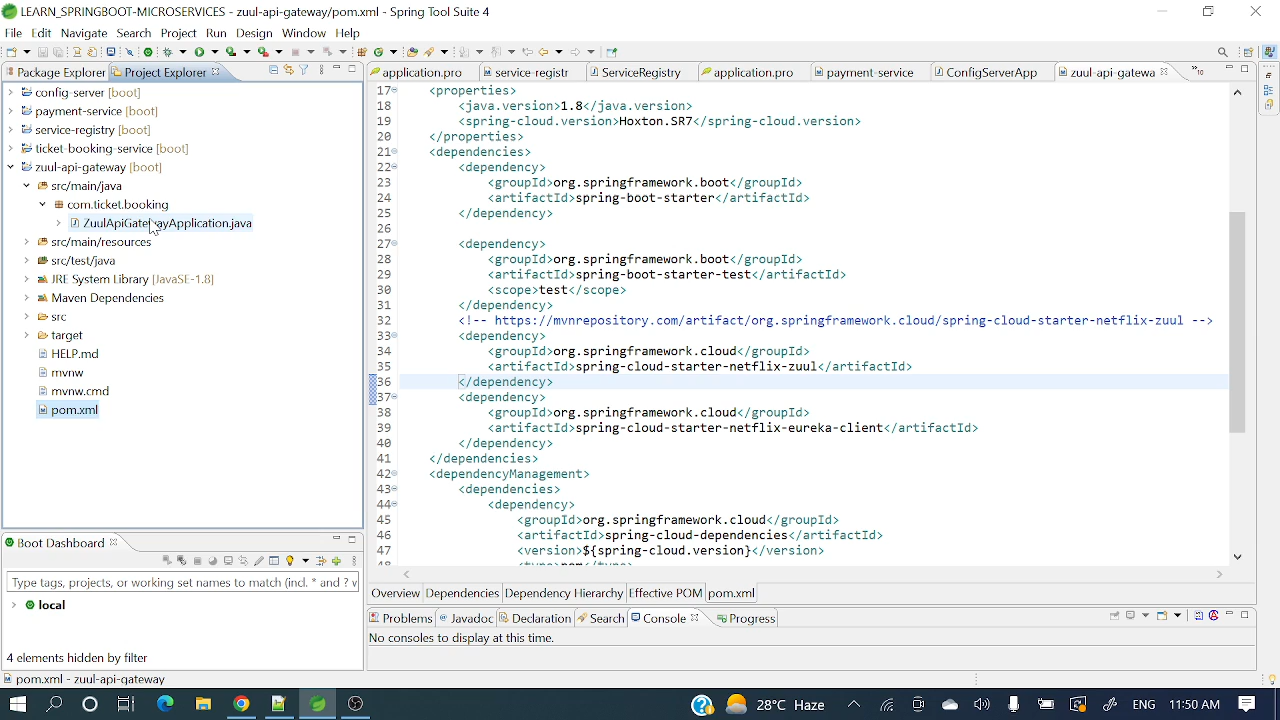 LEARN_SPRINGBOOT-MICROSERVICES - zuul-api-gateway/pom.xml - Spring Tool Suite 4
File Edit Navigate Search Project Run Design Window Help
Package Explorer Project Explorer
application.pro service-registr ServiceRegistry application.pro payment-service ConfigServerApp zuul-api-gatewa »10
config-server [boot]
payment-service [boot]
service-registry [boot]
ticket-booking-service [boot]
zuul-api-gateway [boot]
src/main/java
com.ticket.booking
ZuulApiGatewayApplication.java
src/main/resources
src/test/java
JRE System Library [JavaSE-1.8]
Maven Dependencies
src
target
HELP.md
mvnw
mvnw.cmd
pom.xml
17 <properties>
18 <java.version>1.8</java.version>
19 <spring-cloud.version>Hoxton.SR7</spring-cloud.version>
20 </properties>
21 <dependencies>
22 <dependency>
23 <groupId>org.springframework.boot</groupId>
24 <artifactId>spring-boot-starter</artifactId>
25 </dependency>
26
27 <dependency>
28 <groupId>org.springframework.boot</groupId>
29 <artifactId>spring-boot-starter-test</artifactId>
30 <scope>test</scope>
31 </dependency>
32 <!-- https://mvnrepository.com/artifact/org.springframework.cloud/spring-cloud-starter-netflix-zuul -->
33 <dependency>
34 <groupId>org.springframework.cloud</groupId>
35 <artifactId>spring-cloud-starter-netflix-zuul</artifactId>
36 </dependency>
37 <dependency>
38 <groupId>org.springframework.cloud</groupId>
39 <artifactId>spring-cloud-starter-netflix-eureka-client</artifactId>
40 </dependency>
41 </dependencies>
42 <dependencyManagement>
43 <dependencies>
44 <dependency>
45 <groupId>org.springframework.cloud</groupId>
46 <artifactId>spring-cloud-dependencies</artifactId>
47 <version>${spring-cloud.version}</version>
48 <type>pom</type>
Overview Dependencies Dependency Hierarchy Effective POM pom.xml
Boot Dashboard
Type tags, projects, or working set names to match (incl. * and ? v
local
4 elements hidden by filter
Problems Javadoc Declaration Search Console Progress
No consoles to display at this time.
pom.xml - zuul-api-gateway
28°C Haze ENG 11:50 AM